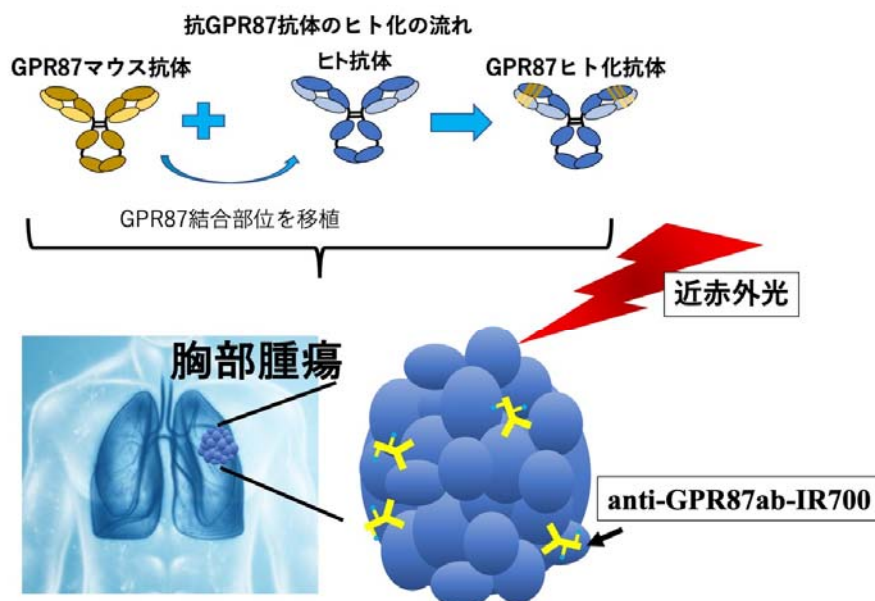 抗GPR87抗体のヒト化の流れ
GPR87マウス抗体
ヒト抗体
GPR87ヒト化抗体
GPR87結合部位を移植
近赤外光
胸部腫瘍
anti-GPR87ab-IR700